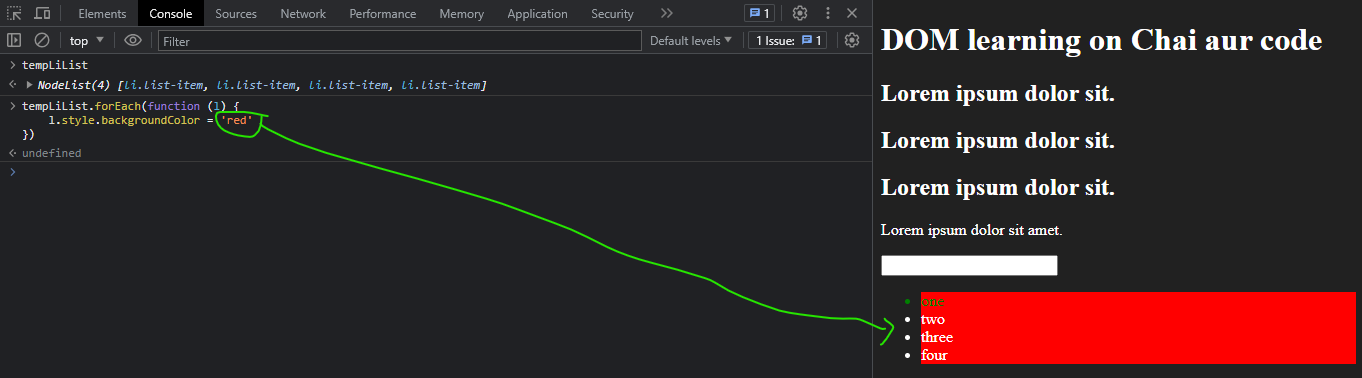 Elements Console Sources Network Performance Memory Application Security 1
top Filter Default levels 1 Issue: 1
tempLiList
NodeList(4) [li.list-item, li.list-item, li.list-item, li.list-item]
tempLiList.forEach(function (l) {
l.style.backgroundColor = 'red'
})
undefined
DOM learning on Chai aur code
Lorem ipsum dolor sit.
Lorem ipsum dolor sit.
Lorem ipsum dolor sit.
Lorem ipsum dolor sit amet.
one
two
three
four